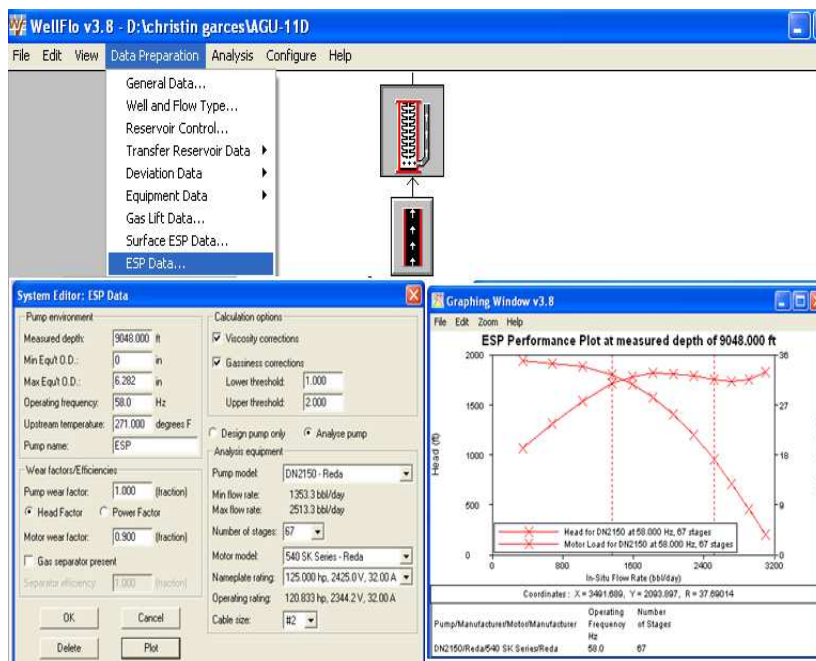 WellFlo v3.8 - D:\christin garces\AGU-11D
File Edit View Data Preparation Analysis Configure Help
General Data...
Well and Flow Type...
Reservoir Control...
Transfer Reservoir Data
Deviation Data
Equipment Data
Gas Lift Data...
Surface ESP Data...
ESP Data...
System Editor: ESP Data
Pump environment
Measured depth: 9048.000 ft
Min Eqp't O.D.: 0 in
Max Eqp't O.D.: 6.282 in
Operating frequency: 58.0 Hz
Upstream temperature: 271.000 degrees F
Pump name: ESP
Wear factors/Efficiencies
Pump wear factor: 1.000 (fraction)
Head Factor Power Factor
Motor wear factor: 0.900 (fraction)
Gas separator present
Separator efficiency: 1.000 (fraction)
OK Cancel
Delete Plot
Calculation options
Viscosity corrections
Gassiness corrections
Lower threshold: 1.000
Upper threshold: 2.000
Design pump only Analyse pump
Analysis equipment
Pump model: DN2150 - Reda
Min flow rate: 1353.3 bbl/day
Max flow rate: 2513.3 bbl/day
Number of stages: 67
Motor model: 540 SK Series - Reda
Nameplate rating: 125.000 hp, 2425.0 V, 32.00 A
Operating rating: 120.833 hp, 2344.2 V, 32.00 A
Cable size: #2
Graphing Window v3.8
File Edit Zoom Help
ESP Performance Plot at measured depth of 9048.000 ft
2000
1500
1000
500
0
Head (ft)
36
31
27
22
18
9
4
0
Head for DN2150 at 58.000 Hz, 67 stages
Motor Load for DN2150 at 58.000 Hz, 67 stages
0 800 1600 2400 3200
In-Situ Flow Rate (bbl/day)
Coordinates : X = 3491.689, Y = 2093.897, R = 37.69014
Operating Number
Pump/Manufacturer/Motor/Manufacturer Frequency of Stages
Hz
DN2150/Reda/540 SK Series/Reda 58.0 67